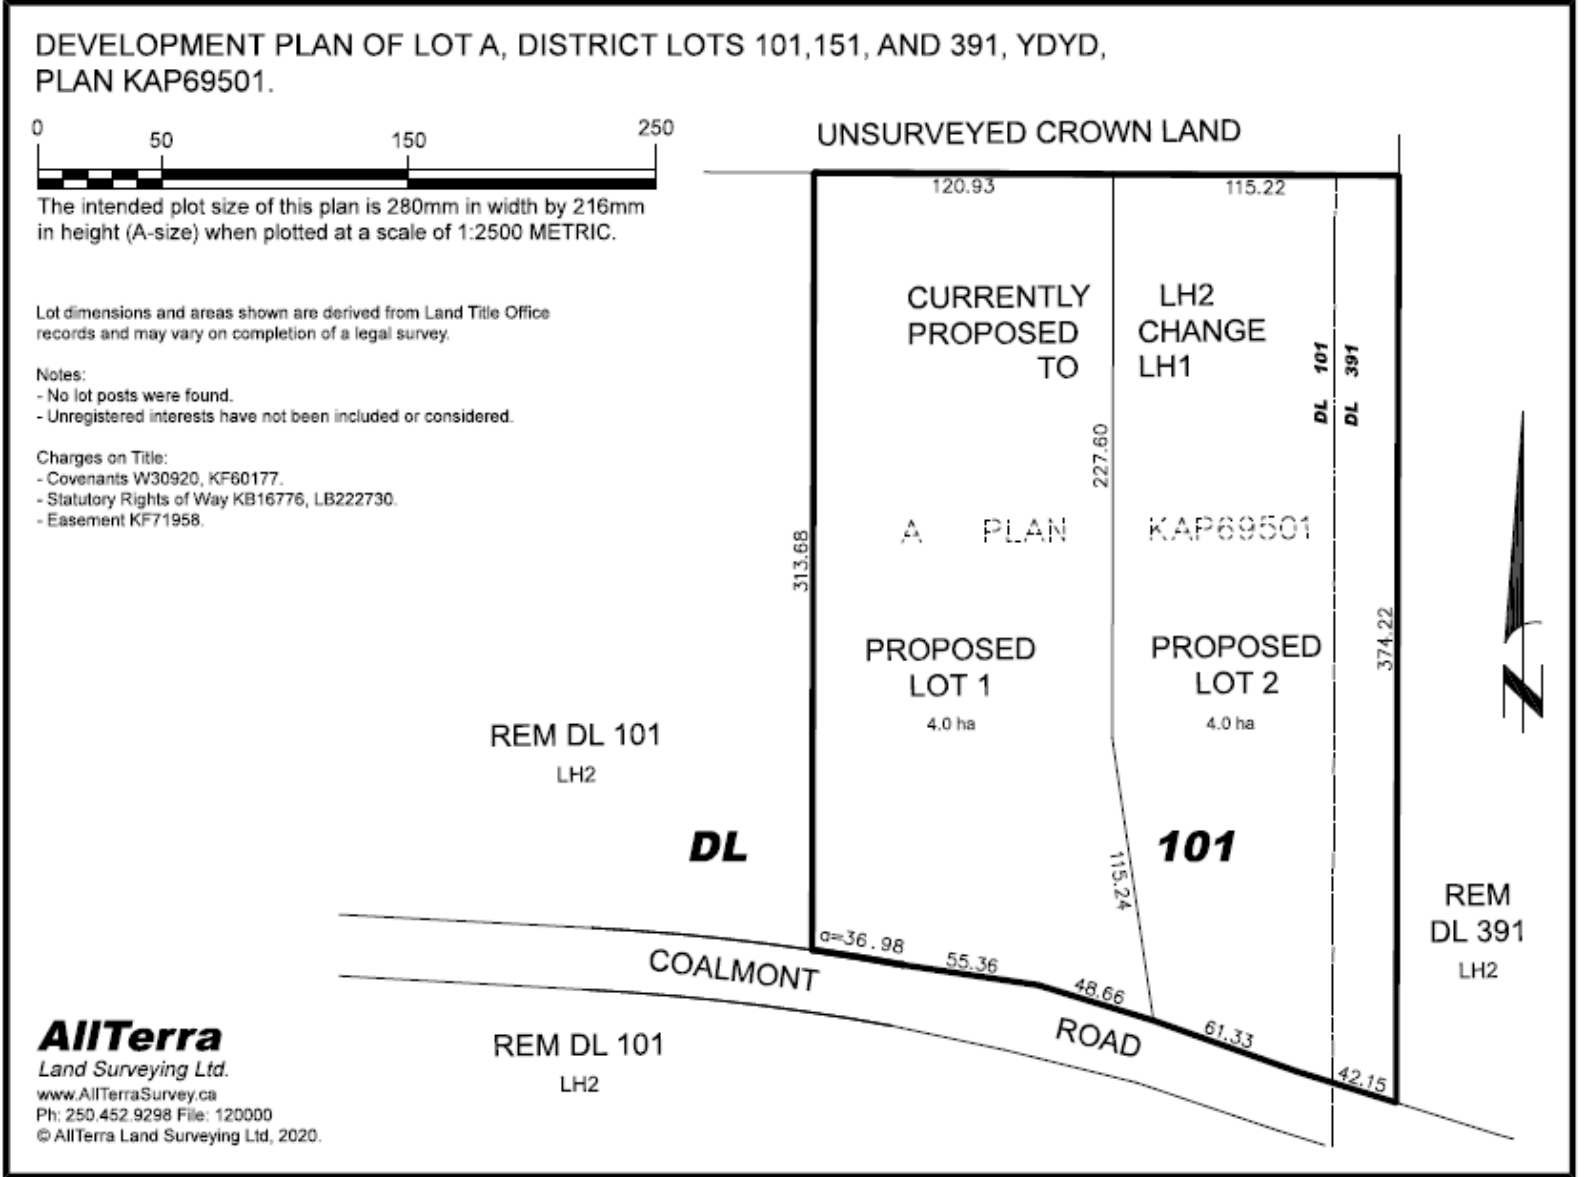 DEVELOPMENT PLAN OF LOT A, DISTRICT LOTS 101,151, AND 391, YDYD,
PLAN KAP69501.
0
50
150
250
The intended plot size of this plan is 280mm in width by 216mm
in height (A-size) when plotted at a scale of 1:2500 METRIC.
Lot dimensions and areas shown are derived from Land Title Office
records and may vary on completion of a legal survey.
Notes:
- No lot posts were found.
- Unregistered interests have not been included or considered.
Charges on Title:
- Covenants W30920, KF60177.
- Statutory Rights of Way KB16776, LB222730.
- Easement KF71958.
UNSURVEYED CROWN LAND
120.93
115.22
CURRENTLY LH2
PROPOSED CHANGE
TO LH1
DL 101
DL 391
227.60
A PLAN KAP69501
313.68
374.22
PROPOSED
LOT 1
4.0 ha
PROPOSED
LOT 2
4.0 ha
N
REM DL 101
LH2
DL 101
115.24
REM
DL 391
LH2
a=36.98
55.36
48.66
61.33
42.15
COALMONT ROAD
REM DL 101
LH2
AllTerra
Land Surveying Ltd.
www.AllTerraSurvey.ca
Ph: 250.452.9298 File: 120000
© AllTerra Land Surveying Ltd, 2020.